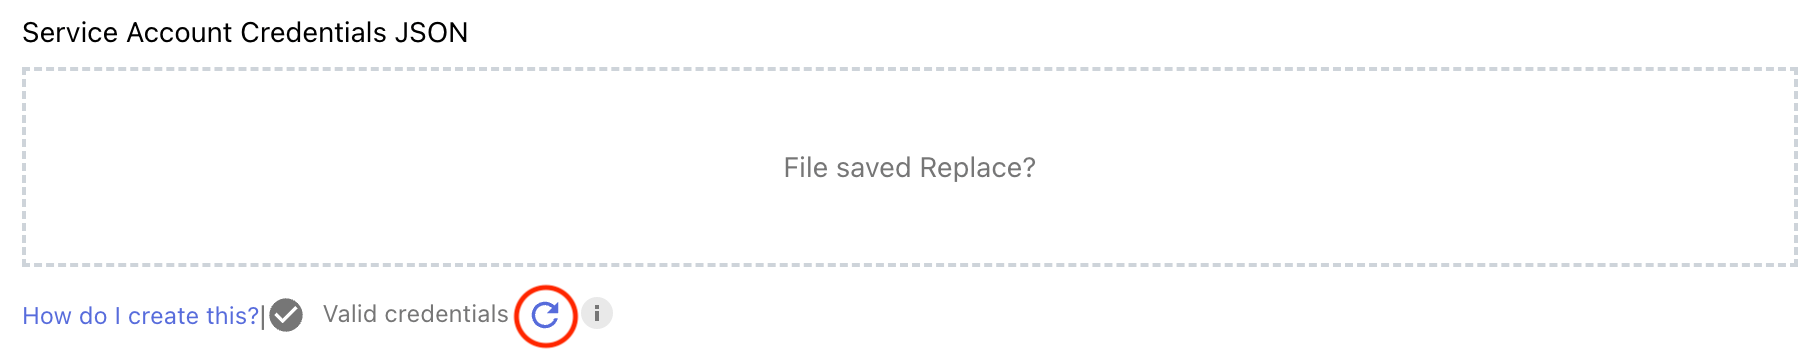 Service Account Credentials JSON
File saved Replace?
How do I create this?| Valid credentials i